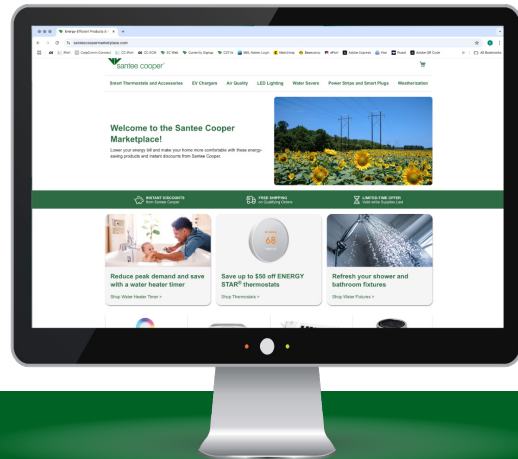 Energy-Efficient Products &
santeecoopermarketplace.com
santee cooper
Smart Thermostats and Accessories EV Chargers Air Quality LED Lighting Water Savers Power Strips and Smart Plugs Weatherization
Welcome to the Santee Cooper
Marketplace!
Lower your energy bill and make your home more comfortable with these energy-
saving products and instant discounts from Santee Cooper.
INSTANT DISCOUNTS
from Santee Cooper
FREE SHIPPING
on Qualifying Orders
LIMITED-TIME OFFER
Valid while Supplies Last
68
Reduce peak demand and save
with a water heater timer
Shop Water Heater Timer >
Save up to $50 off ENERGY
STAR® thermostats
Shop Thermostats >
Refresh your shower and
bathroom fixtures
Shop Water Fixtures >